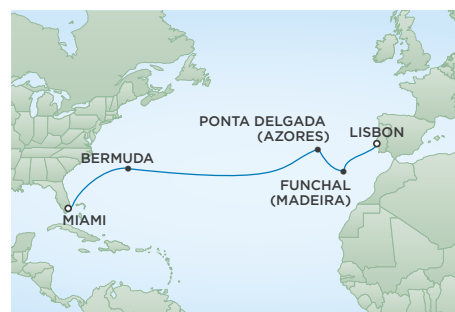 PONTA DELGADA
(AZORES)
LISBON
BERMUDA
FUNCHAL
(MADEIRA)
MIAMI